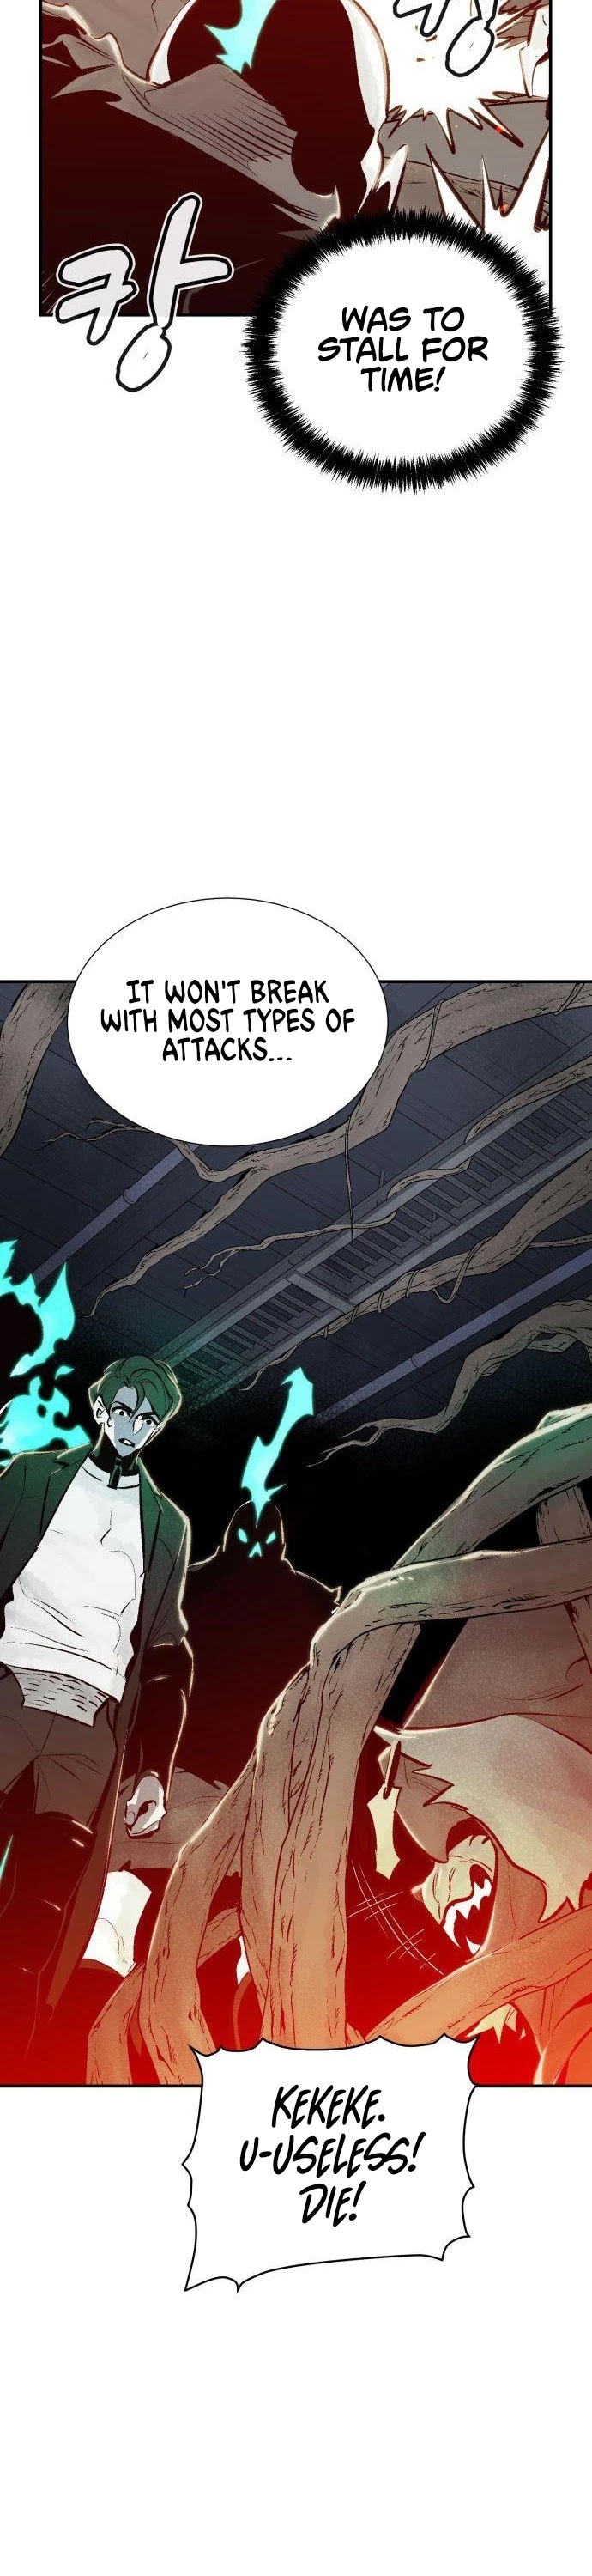 캉
WAS TO
STALL FOR
TIME!
IT WON'T BREAK
WITH MOST TYPES OF
ATTACKS...
KEKEKE.
U-USELESS!
DIE!